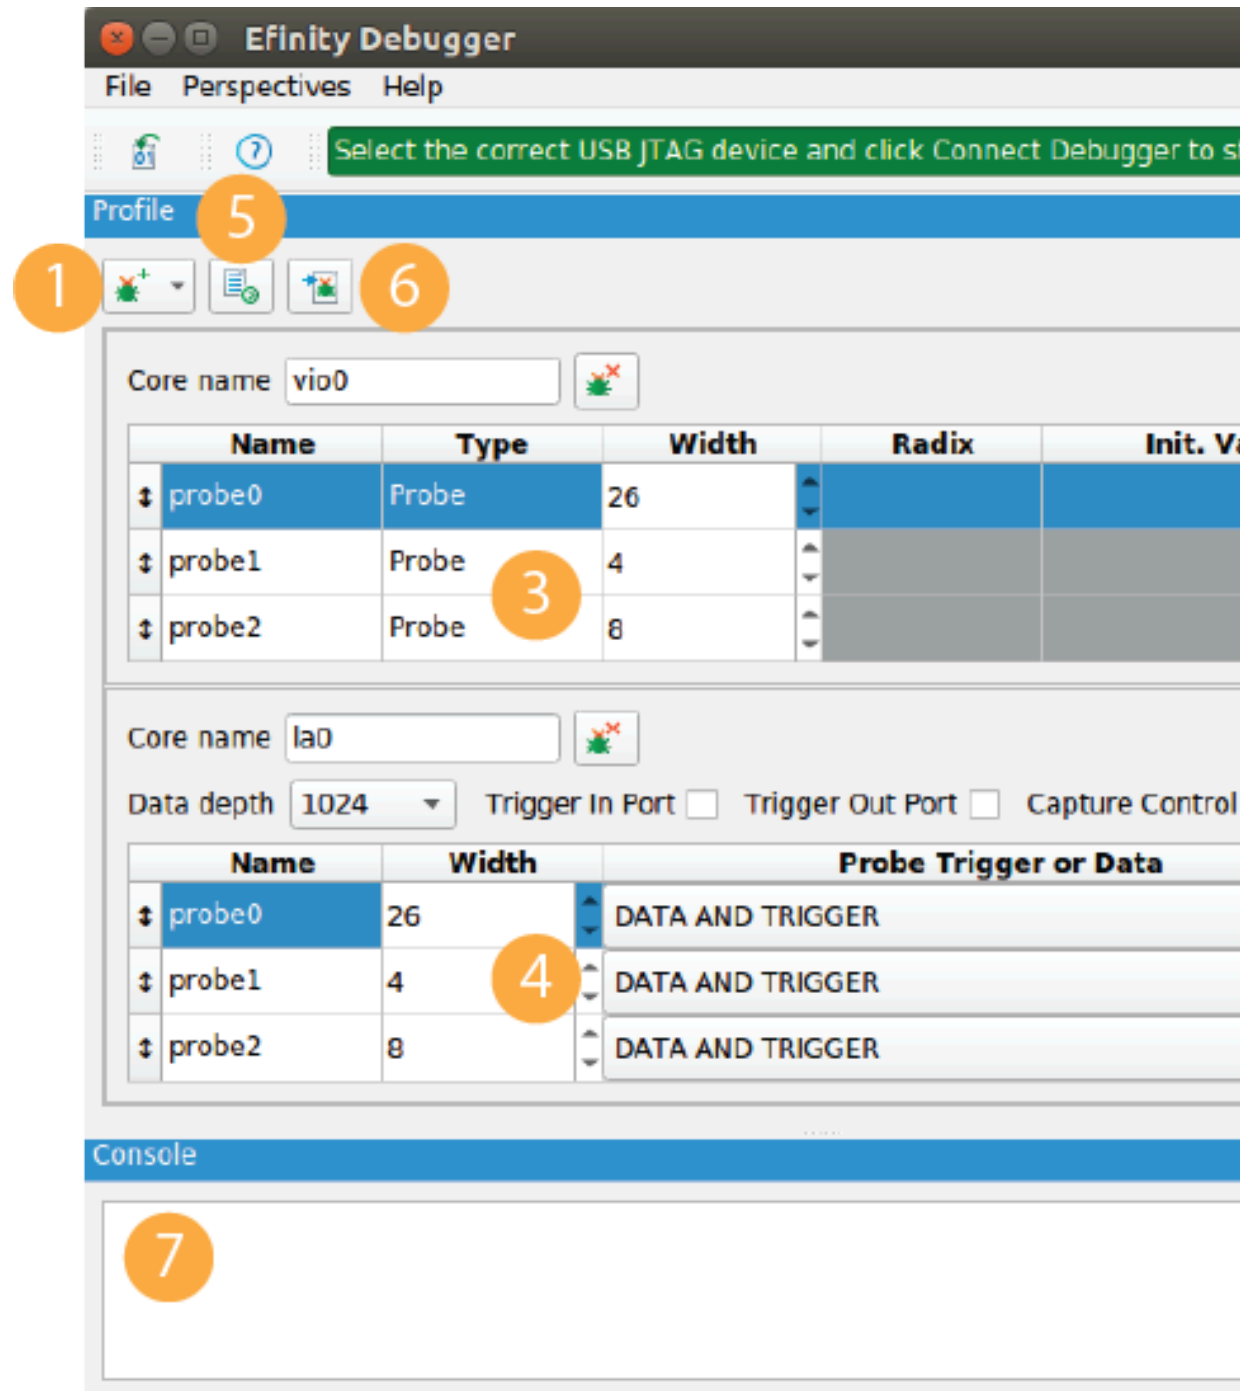 Efinity Debugger
File Perspectives Help
Select the correct USB JTAG device and click Connect Debugger to
Profile
5
1
6
Core name vio0
Name Type Width Radix Init.
probe0 Probe 26
probe1 Probe 4
3
probe2 Probe 8
Core name la0
Data depth 1024 Trigger In Port Trigger Out Port Capture Control
Name Width Probe Trigger or Data
probe0 26 DATA AND TRIGGER
probe1 4 DATA AND TRIGGER
4
probe2 8 DATA AND TRIGGER
Console
7